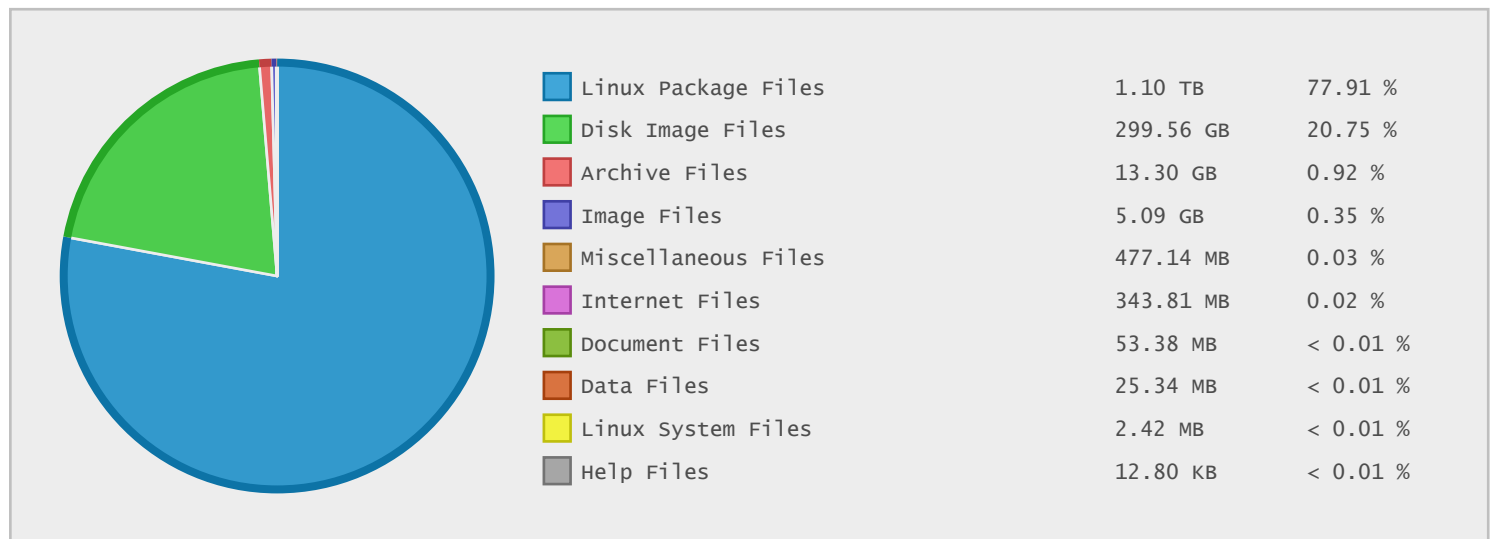 Linux Package Files 1.10 TB 77.91 %
Disk Image Files 299.56 GB 20.75 %
Archive Files 13.30 GB 0.92 %
Image Files 5.09 GB 0.35 %
Miscellaneous Files 477.14 MB 0.03 %
Internet Files 343.81 MB 0.02 %
Document Files 53.38 MB < 0.01 %
Data Files 25.34 MB < 0.01 %
Linux System Files 2.42 MB < 0.01 %
Help Files 12.80 KB < 0.01 %